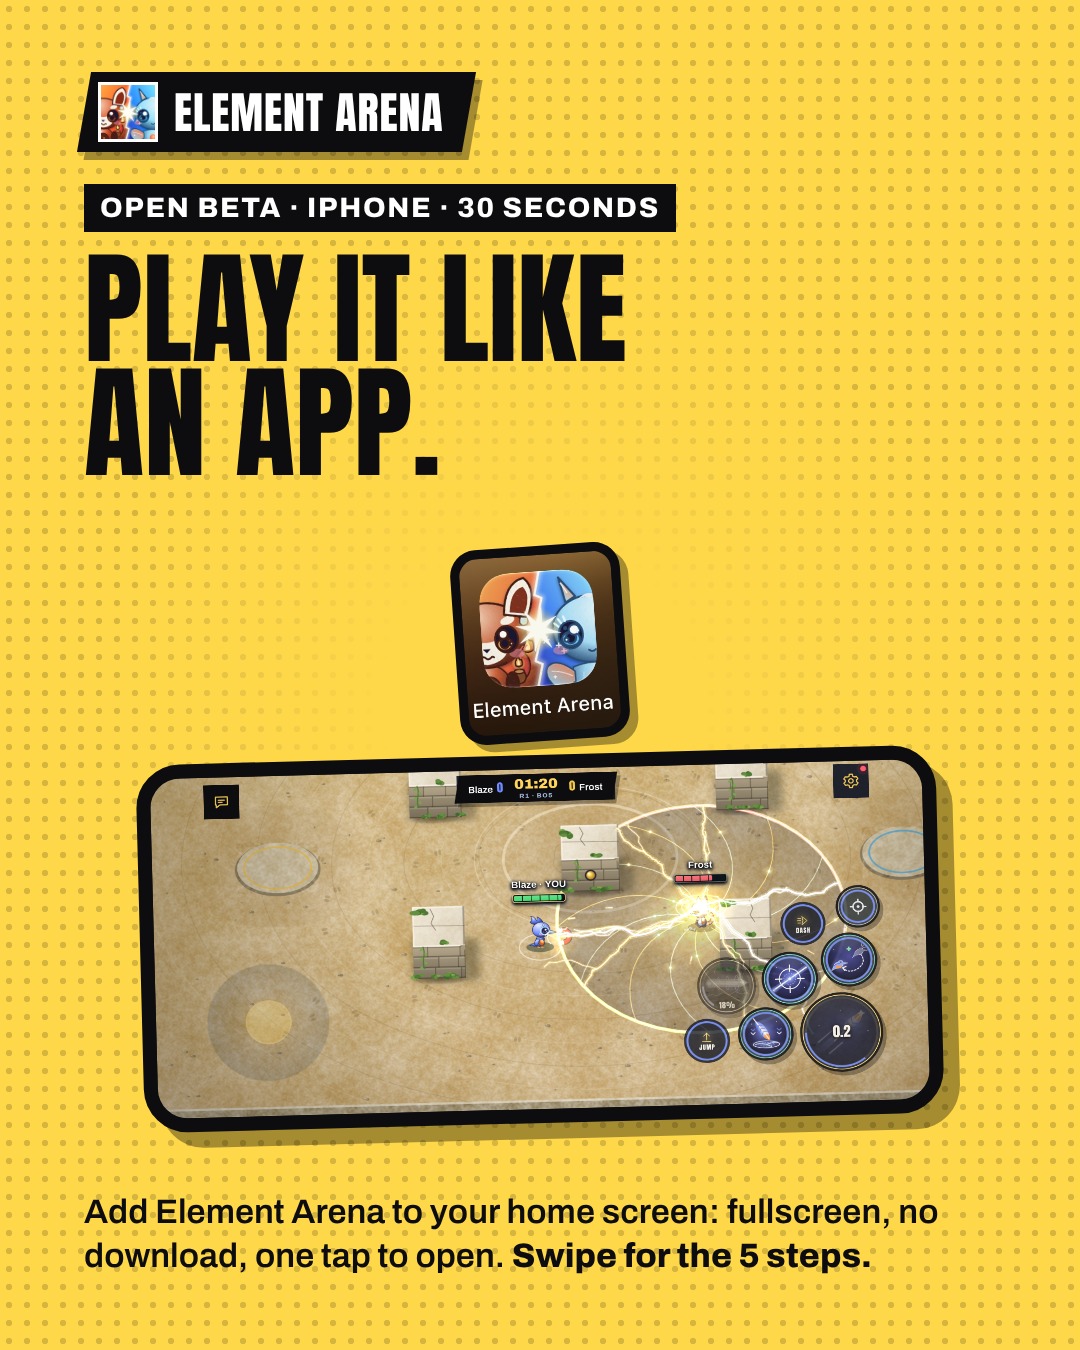 ELEMENT ARENA
OPEN BETA · IPHONE · 30 SECONDS
PLAY IT LIKE
AN APP.
Element Arena
Blaze 0 01:20 0 Frost
R1 · BO5
Frost
Blaze · YOU
DASH
18%
0.2
JUMP
Add Element Arena to your home screen: fullscreen, no
download, one tap to open. Swipe for the 5 steps.